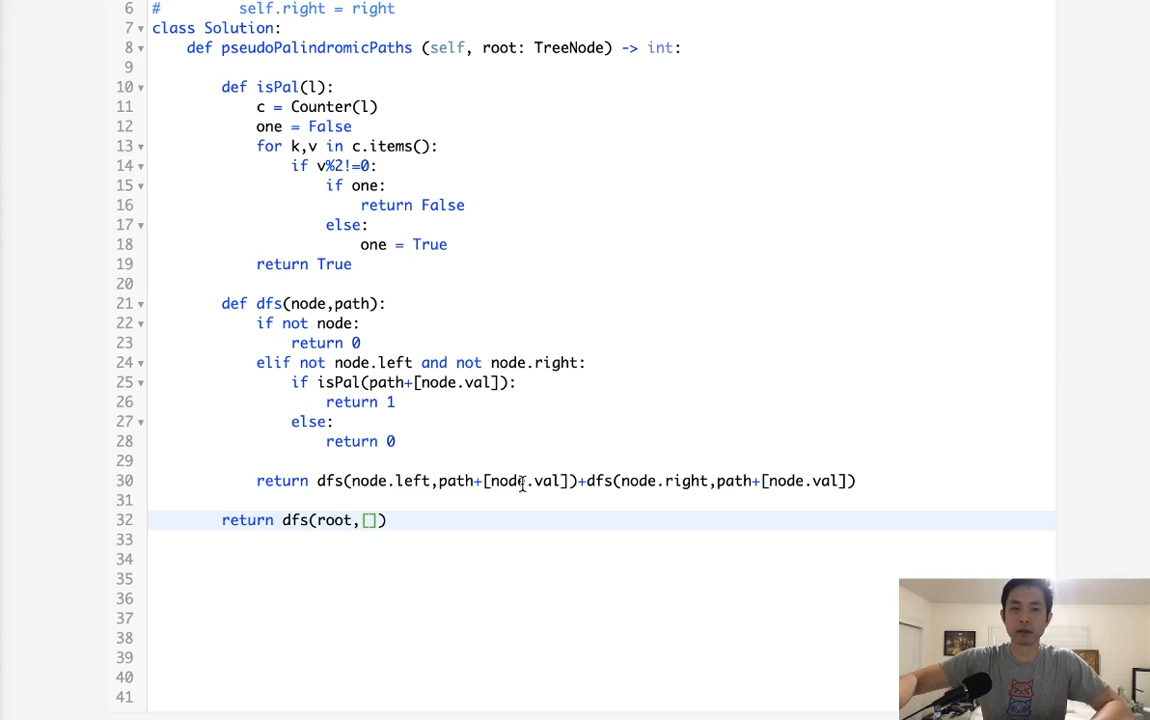 6 # self.right = right
7 class Solution:
8 def pseudoPalindromicPaths (self, root: TreeNode) -> int:
9
10 def isPal(l):
11 c = Counter(l)
12 one = False
13 for k,v in c.items():
14 if v%2!=0:
15 if one:
16 return False
17 else:
18 one = True
19 return True
20
21 def dfs(node,path):
22 if not node:
23 return 0
24 elif not node.left and not node.right:
25 if isPal(path+[node.val]):
26 return 1
27 else:
28 return 0
29
30 return dfs(node.left,path+[node.val])+dfs(node.right,path+[node.val])
31
32 return dfs(root,[])
33
34
35
36
37
38
39
40
41